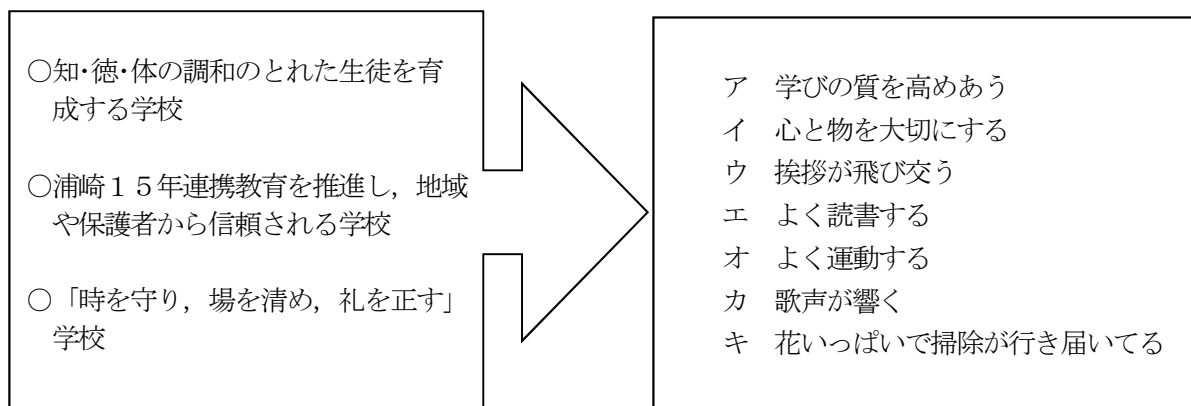 ○知・徳・体の調和のとれた生徒を育
成する学校
○浦崎15年連携教育を推進し，地域
や保護者から信頼される学校
○「時を守り，場を清め，礼を正す」
学校
ア 学びの質を高めあう
イ 心と物を大切にする
ウ 挨拶が飛び交う
エ よく読書する
オ よく運動する
カ 歌声が響く
キ 花いっぱいで掃除が行き届いてる